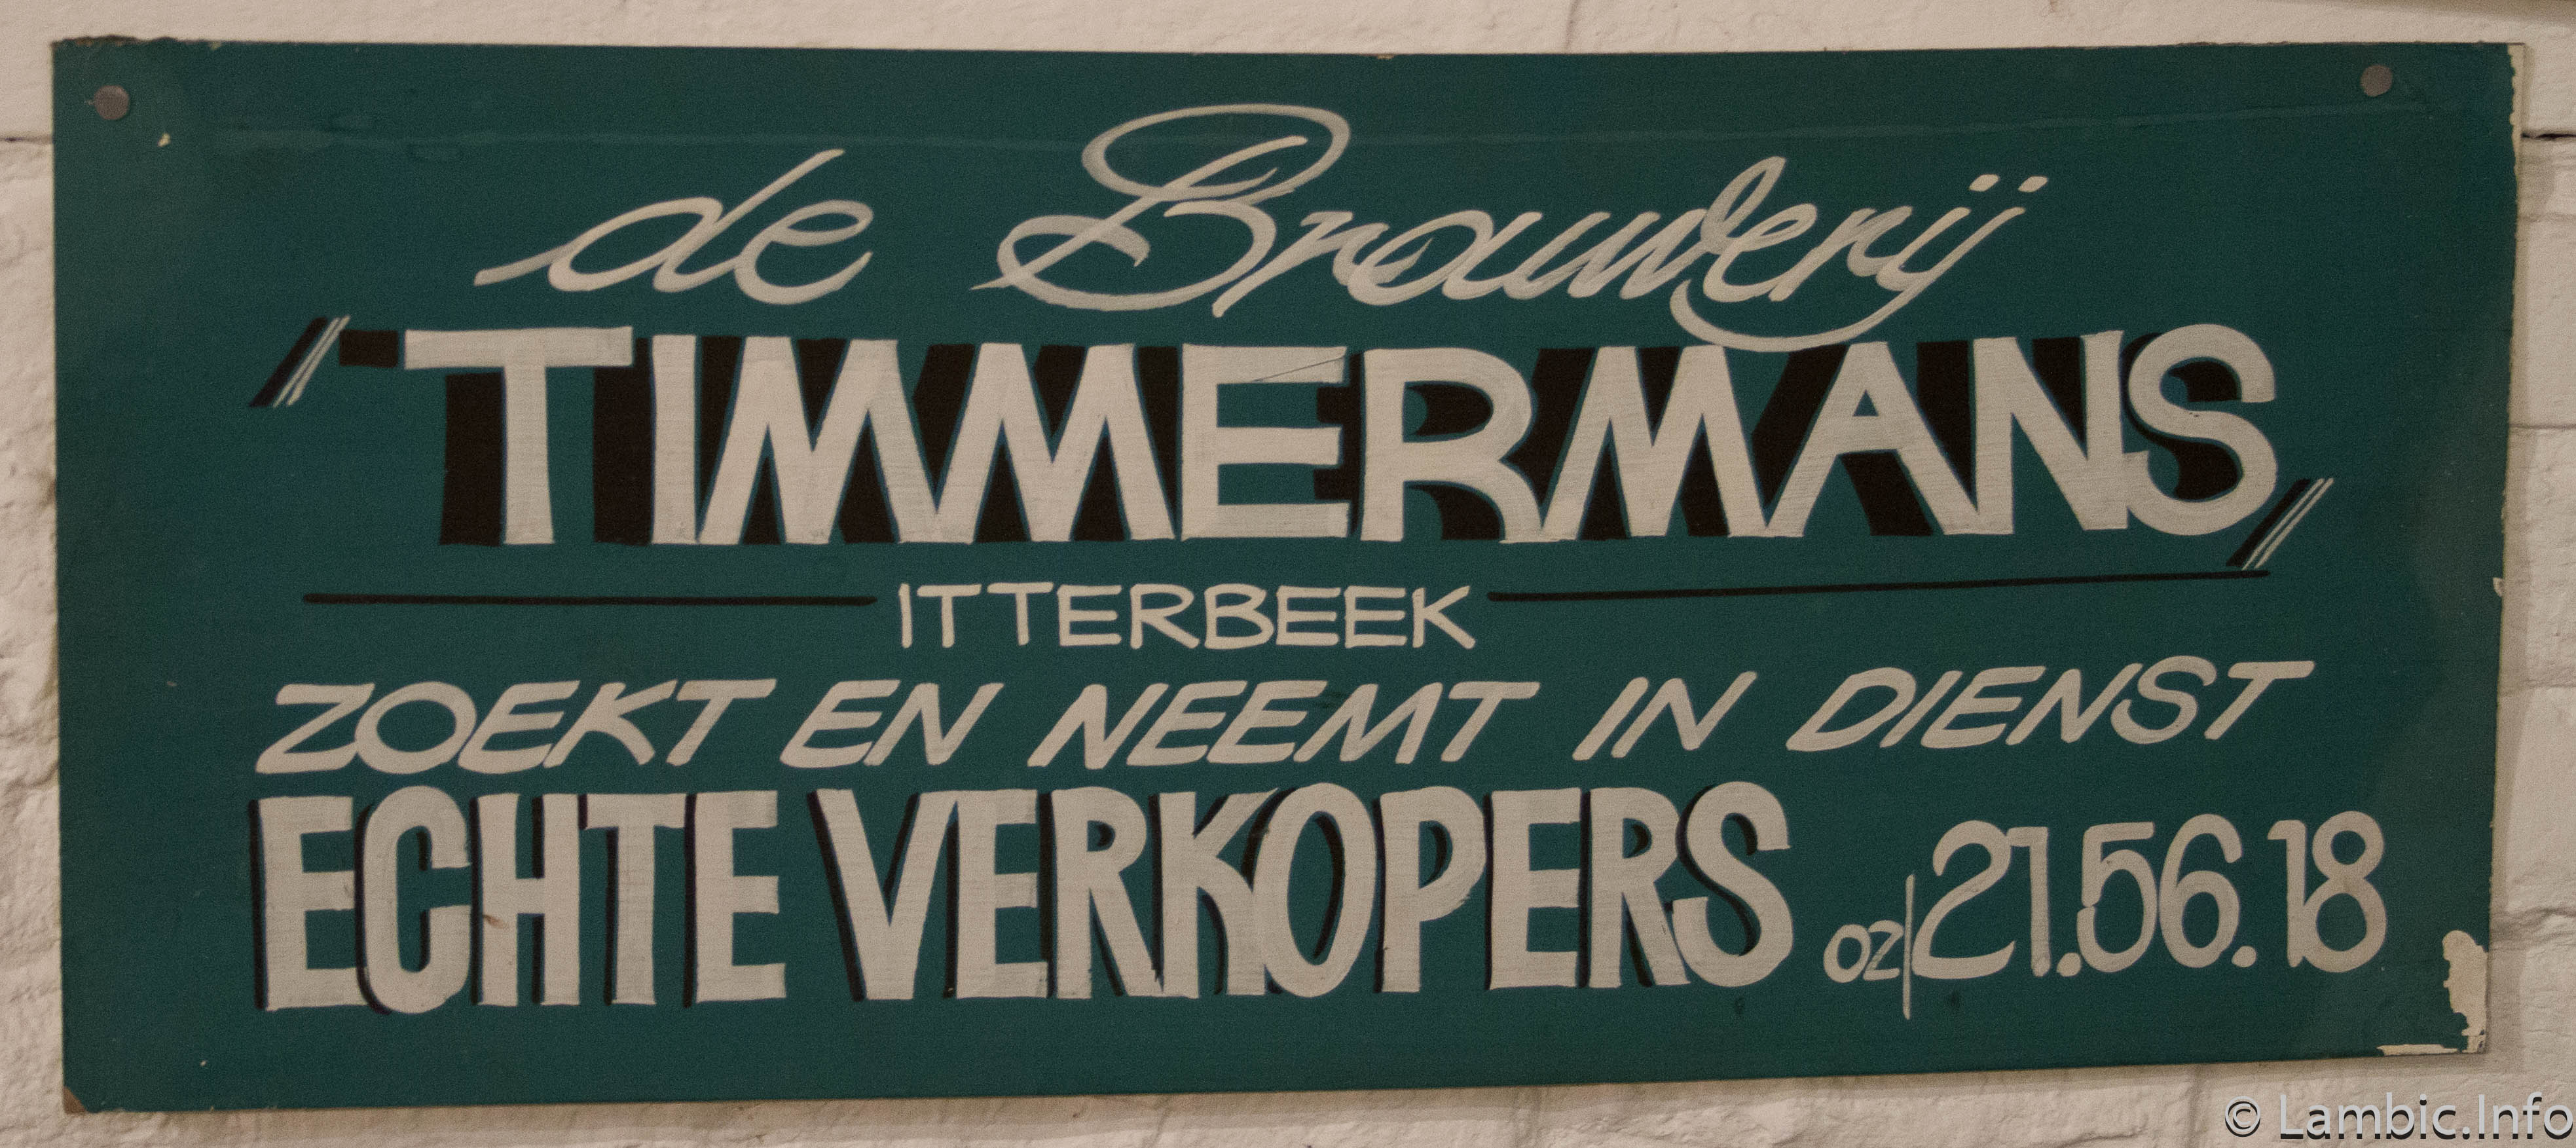 de Brouwerij
"TIMMERMANS"
ITTERBEEK
ZOEKT EN NEEMT IN DIENST
ECHTE VERKOPERS 02/21.56.18
© Lambic.Info